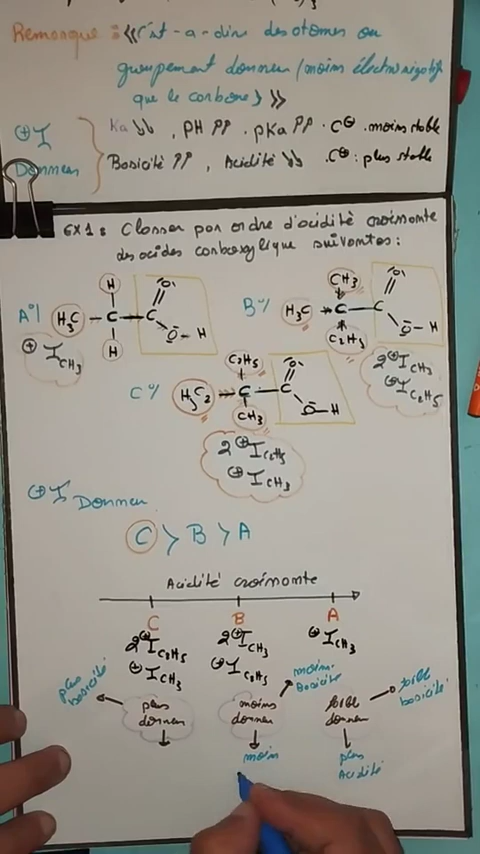 Remarque : «C'est-a-dire des atomes ou
groupement donneur (moins électronégatif
que le carbone) »
⊕I
Donneur
Ka ↓↓ , PH ↑↑ . pKa ↑↑ . C⊖ . moins stable
Basicité ↑↑ , Acidité ↓↓ . C⊕ : plus stable
EX1 : Classer par ordre d'acidité croissante
des acides carboxylique suivantes :
A°/
H
H₃C - C - C
O
O - H
H
⊕I CH₃
B°/
CH₃
H₃C - C - C
O
O - H
C₂H₅
2⊕I CH₃
⊕I C₂H₅
C°/
C₂H₅
H₅C₂ - C - C
O
O - H
CH₃
2⊕I C₂H₅
⊕I CH₃
⊕I Donneur
C > B > A
Acidité croissante
C B A
2⊕I C₂H₅ 2⊕I CH₃ ⊕I CH₃
⊕I CH₃ ⊕I C₂H₅
plus basicité
plus donneur
moins basicité
moins donneur
moin
faible basicité
faible donneur
plus Acidité